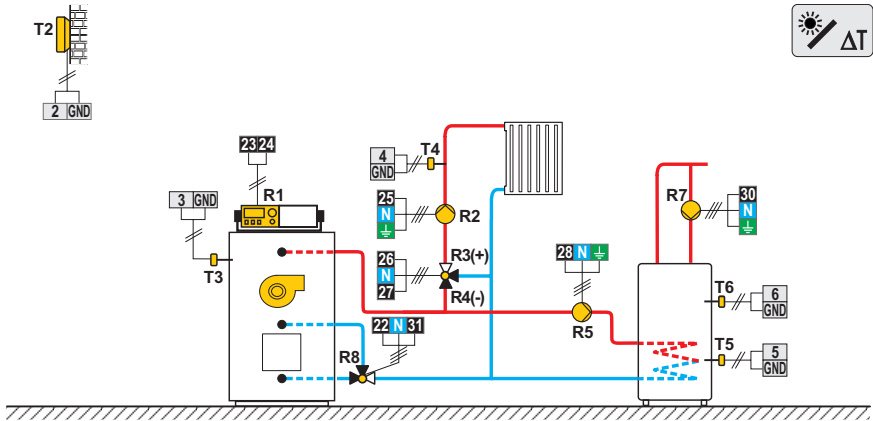 T2
2 GND
ΔT
23 24
R1
3 GND
T3
4
GND
T4
25
N
R2
26
N
27
R3(+)
R4(-)
22 N 31
R8
28 N
R5
R7
30
N
T6
6
GND
T5
5
GND